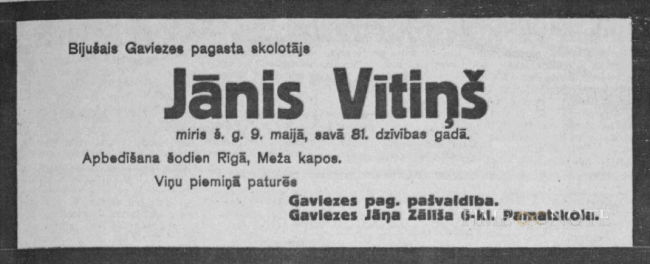 Bijušais Gaviezes pagasta skolotājs
Jānis Vītiņš
miris š. g. 9. maijā, savā 81. dzīvības gadā.
Apbedīšana šodien Rīgā, Meža kapos.
Viņu piemiņā paturēs
Gaviezes pag. pašvaldība.
Gaviezes Jāņa Zālīša 6-kl. Pamatskola.